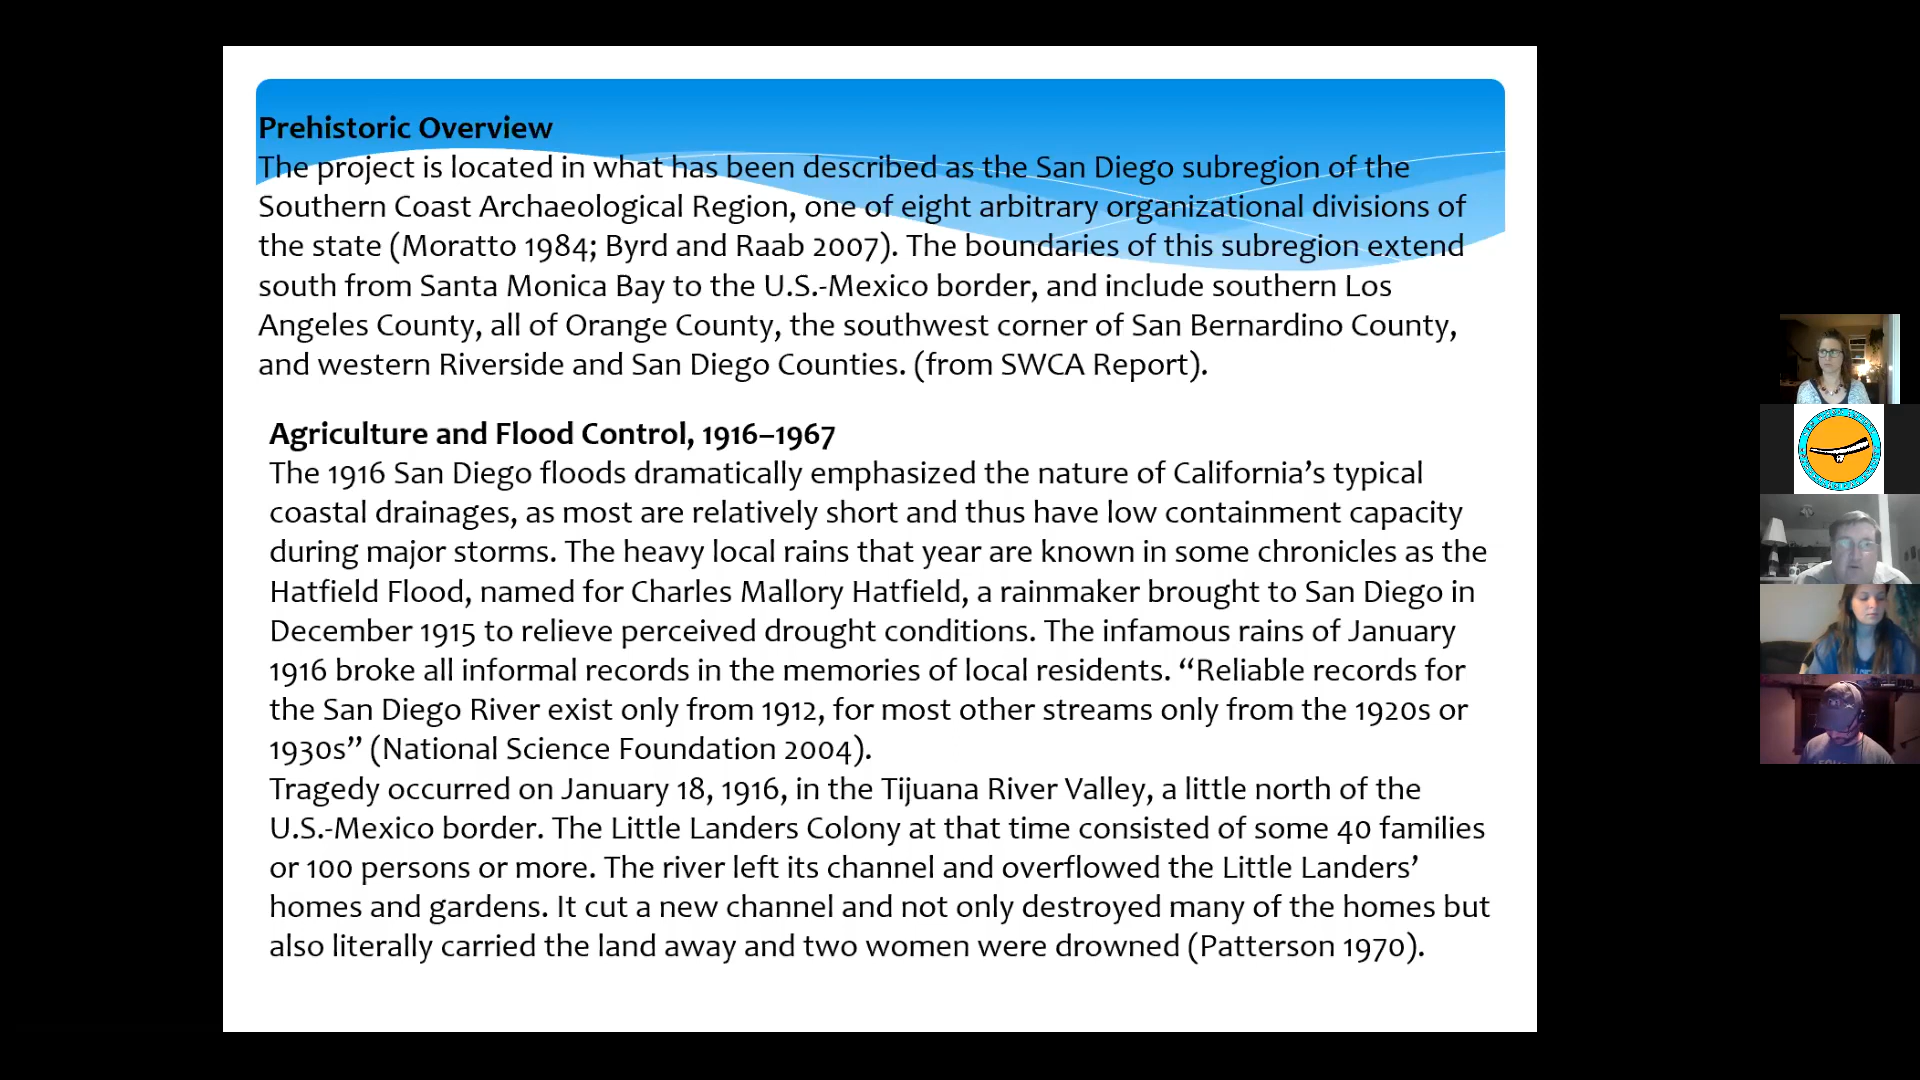 Prehistoric Overview
The project is located in what has been described as the San Diego subregion of the
Southern Coast Archaeological Region, one of eight arbitrary organizational divisions of
the state (Moratto 1984; Byrd and Raab 2007). The boundaries of this subregion extend
south from Santa Monica Bay to the U.S.-Mexico border, and include southern Los
Angeles County, all of Orange County, the southwest corner of San Bernardino County,
and western Riverside and San Diego Counties. (from SWCA Report).
Agriculture and Flood Control, 1916–1967
The 1916 San Diego floods dramatically emphasized the nature of California’s typical
coastal drainages, as most are relatively short and thus have low containment capacity
during major storms. The heavy local rains that year are known in some chronicles as the
Hatfield Flood, named for Charles Mallory Hatfield, a rainmaker brought to San Diego in
December 1915 to relieve perceived drought conditions. The infamous rains of January
1916 broke all informal records in the memories of local residents. “Reliable records for
the San Diego River exist only from 1912, for most other streams only from the 1920s or
1930s” (National Science Foundation 2004).
Tragedy occurred on January 18, 1916, in the Tijuana River Valley, a little north of the
U.S.-Mexico border. The Little Landers Colony at that time consisted of some 40 families
or 100 persons or more. The river left its channel and overflowed the Little Landers’
homes and gardens. It cut a new channel and not only destroyed many of the homes but
also literally carried the land away and two women were drowned (Patterson 1970).